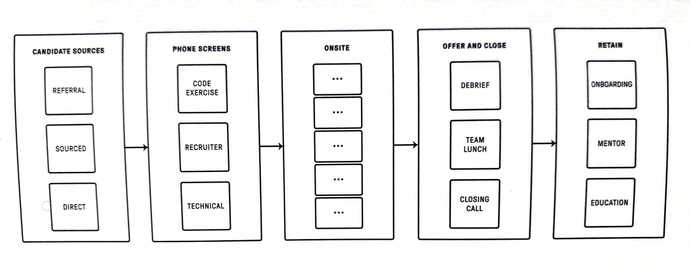 CANDIDATE SOURCES
REFERRAL
SOURCED
DIRECT
PHONE SCREENS
CODE
EXERCISE
RECRUITER
TECHNICAL
ONSITE
...
...
...
...
...
OFFER AND CLOSE
DEBRIEF
TEAM
LUNCH
CLOSING
CALL
RETAIN
ONBOARDING
MENTOR
EDUCATION